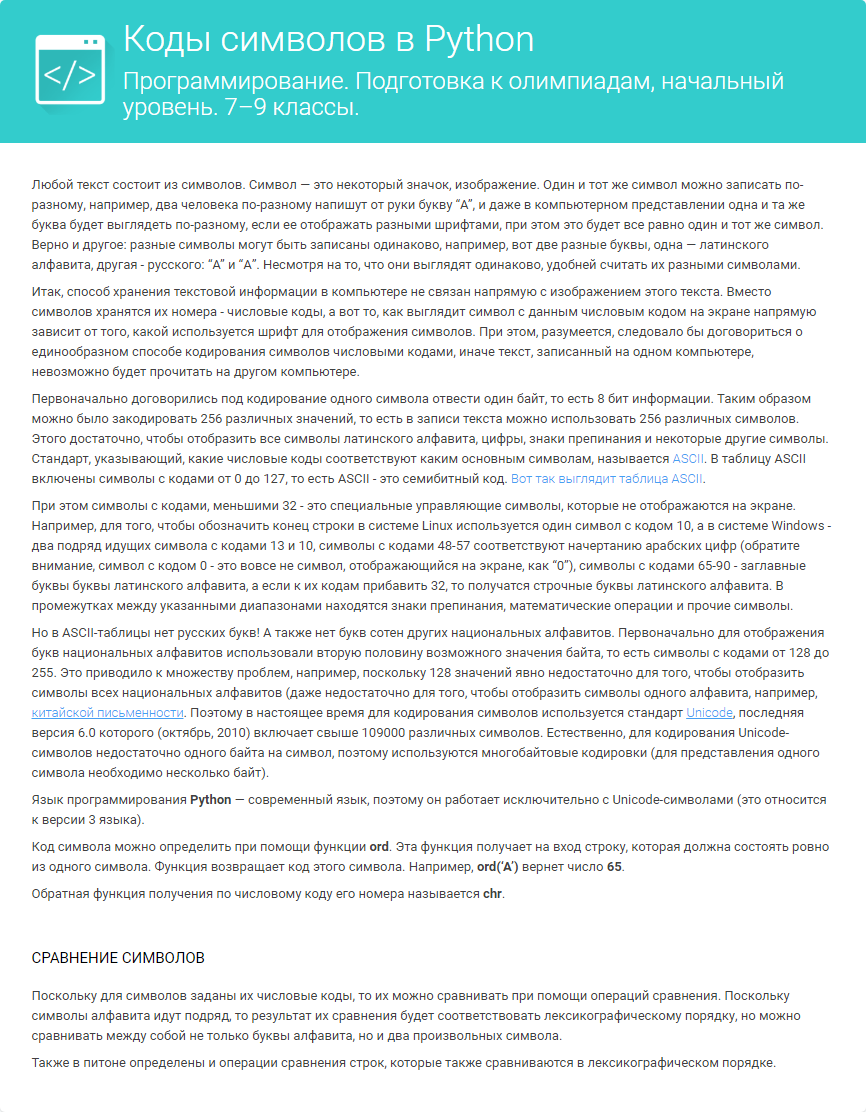 </>
Коды символов в Python
Программирование. Подготовка к олимпиадам, начальный
уровень. 7–9 классы.
Любой текст состоит из символов. Символ — это некоторый значок, изображение. Один и тот же символ можно записать по-
разному, например, два человека по-разному напишут от руки букву “А”, и даже в компьютерном представлении одна и та же
буква будет выглядеть по-разному, если ее отображать разными шрифтами, при этом это будет все равно один и тот же символ.
Верно и другое: разные символы могут быть записаны одинаково, например, вот две разные буквы, одна — латинского
алфавита, другая - русского: “A” и “А”. Несмотря на то, что они выглядят одинаково, удобней считать их разными символами.
Итак, способ хранения текстовой информации в компьютере не связан напрямую с изображением этого текста. Вместо
символов хранятся их номера - числовые коды, а вот то, как выглядит символ с данным числовым кодом на экране напрямую
зависит от того, какой используется шрифт для отображения символов. При этом, разумеется, следовало бы договориться о
единообразном способе кодирования символов числовыми кодами, иначе текст, записанный на одном компьютере,
невозможно будет прочитать на другом компьютере.
Первоначально договорились под кодирование одного символа отвести один байт, то есть 8 бит информации. Таким образом
можно было закодировать 256 различных значений, то есть в записи текста можно использовать 256 различных символов.
Этого достаточно, чтобы отобразить все символы латинского алфавита, цифры, знаки препинания и некоторые другие символы.
Стандарт, указывающий, какие числовые коды соответствуют каким основным символам, называется ASCII. В таблицу ASCII
включены символы с кодами от 0 до 127, то есть ASCII - это семибитный код. Вот так выглядит таблица ASCII.
При этом символы с кодами, меньшими 32 - это специальные управляющие символы, которые не отображаются на экране.
Например, для того, чтобы обозначить конец строки в системе Linux используется один символ с кодом 10, а в системе Windows -
два подряд идущих символа с кодами 13 и 10, символы с кодами 48-57 соответствуют начертанию арабских цифр (обратите
внимание, символ с кодом 0 - это вовсе не символ, отображающийся на экране, как “0”), символы с кодами 65-90 - заглавные
буквы буквы латинского алфавита, а если к их кодам прибавить 32, то получатся строчные буквы латинского алфавита. В
промежутках между указанными диапазонами находятся знаки препинания, математические операции и прочие символы.
Но в ASCII-таблицы нет русских букв! А также нет букв сотен других национальных алфавитов. Первоначально для отображения
букв национальных алфавитов использовали вторую половину возможного значения байта, то есть символы с кодами от 128 до
255. Это приводило к множеству проблем, например, поскольку 128 значений явно недостаточно для того, чтобы отобразить
символы всех национальных алфавитов (даже недостаточно для того, чтобы отобразить символы одного алфавита, например,
китайской письменности. Поэтому в настоящее время для кодирования символов используется стандарт Unicode, последняя
версия 6.0 которого (октябрь, 2010) включает свыше 109000 различных символов. Естественно, для кодирования Unicode-
символов недостаточно одного байта на символ, поэтому используются многобайтовые кодировки (для представления одного
символа необходимо несколько байт).
Язык программирования Python — современный язык, поэтому он работает исключительно с Unicode-символами (это относится
к версии 3 языка).
Код символа можно определить при помощи функции ord. Эта функция получает на вход строку, которая должна состоять ровно
из одного символа. Функция возвращает код этого символа. Например, ord(‘A’) вернет число 65.
Обратная функция получения по числовому коду его номера называется chr.
СРАВНЕНИЕ СИМВОЛОВ
Поскольку для символов заданы их числовые коды, то их можно сравнивать при помощи операций сравнения. Поскольку
символы алфавита идут подряд, то результат их сравнения будет соответствовать лексикографическому порядку, но можно
сравнивать между собой не только буквы алфавита, но и два произвольных символа.
Также в питоне определены и операции сравнения строк, которые также сравниваются в лексикографическом порядке.